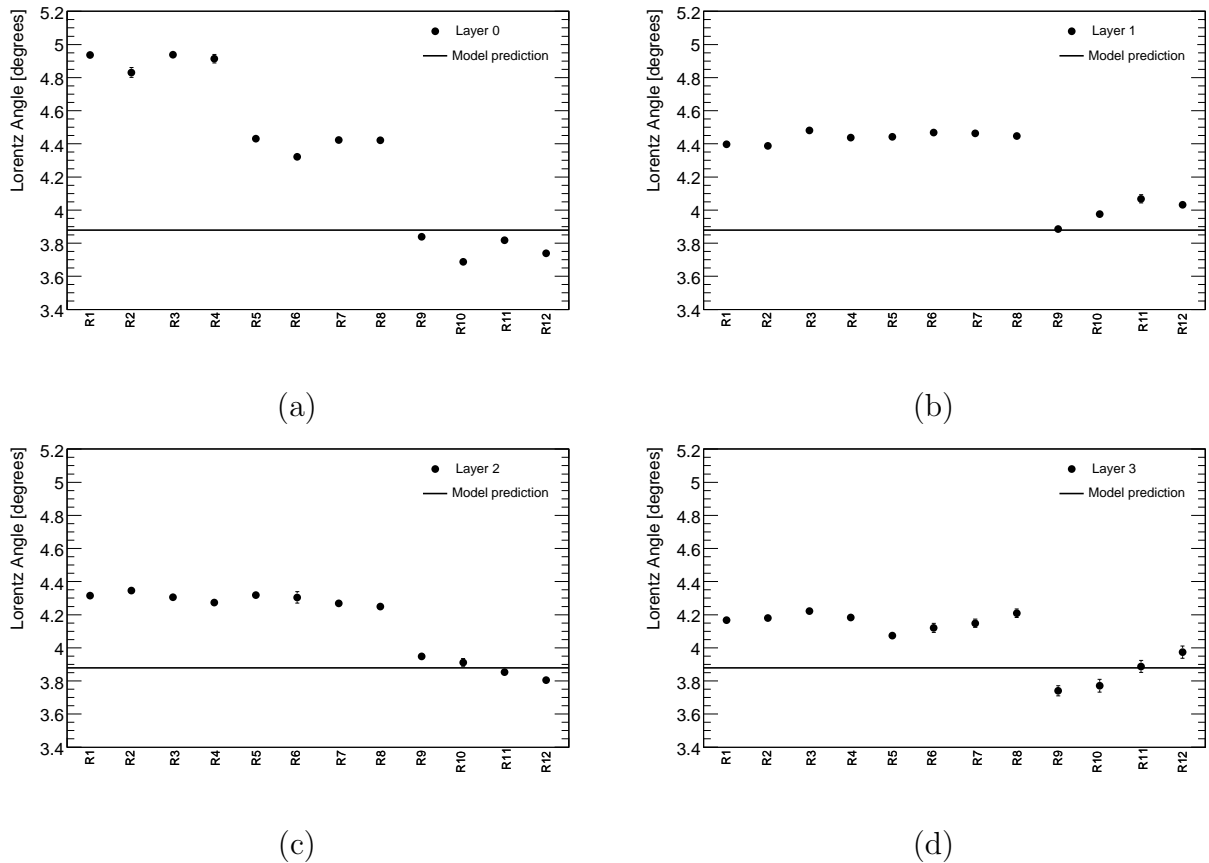 Lorentz Angle [degrees]
5.2
5
4.8
4.6
4.4
4.2
4
3.8
3.6
3.4
Layer 0
Model prediction
R1 R2 R3 R4 R5 R6 R7 R8 R9 R10 R11 R12
(a)
Lorentz Angle [degrees]
5.2
5
4.8
4.6
4.4
4.2
4
3.8
3.6
3.4
Layer 1
Model prediction
R1 R2 R3 R4 R5 R6 R7 R8 R9 R10 R11 R12
(b)
Lorentz Angle [degrees]
5.2
5
4.8
4.6
4.4
4.2
4
3.8
3.6
3.4
Layer 2
Model prediction
R1 R2 R3 R4 R5 R6 R7 R8 R9 R10 R11 R12
(c)
Lorentz Angle [degrees]
5.2
5
4.8
4.6
4.4
4.2
4
3.8
3.6
3.4
Layer 3
Model prediction
R1 R2 R3 R4 R5 R6 R7 R8 R9 R10 R11 R12
(d)